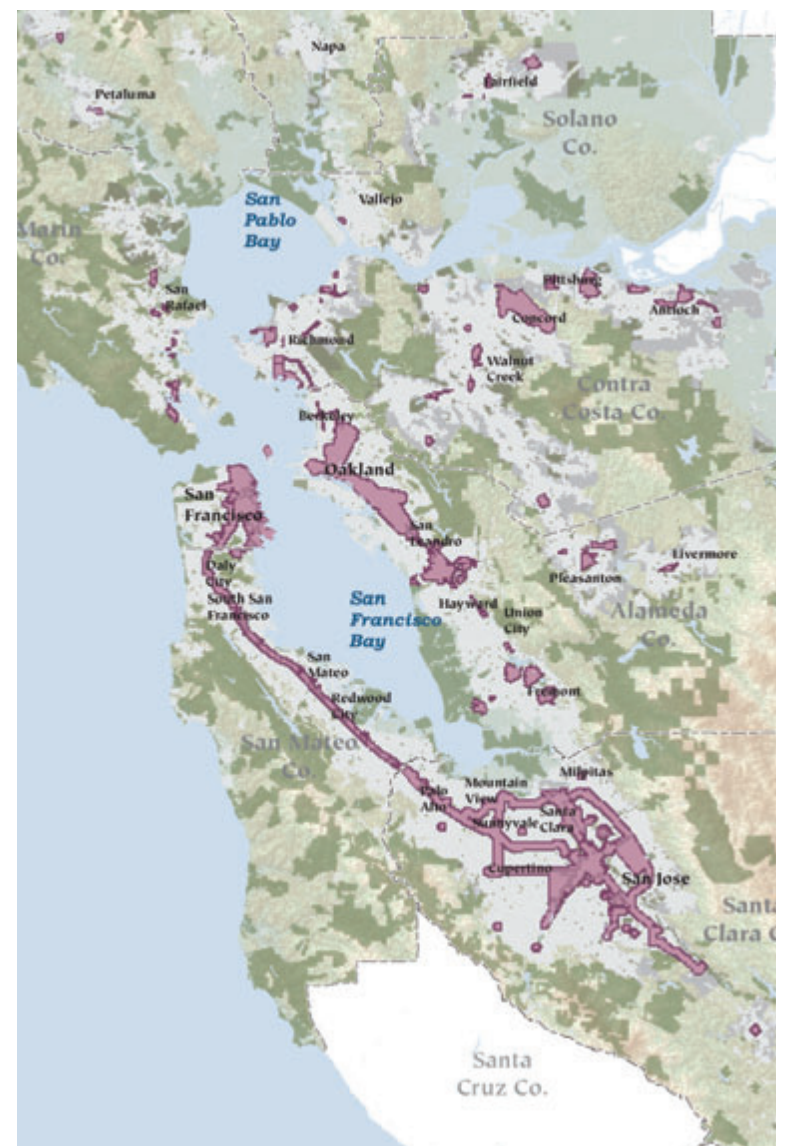 Napa
Petaluma
Fairfield
Solano
Co.
San
Pablo
Bay
Vallejo
Marin
Co.
San
Rafael
Pittsburg
Concord
Antioch
Richmond
Walnut
Creek
Contra
Costa Co.
Berkeley
Oakland
San
Francisco
San
Leandro
Livermore
Pleasanton
Daly
City
South San
Francisco
San
Francisco
Bay
Hayward
Union
City
Alameda
Co.
San
Mateo
Redwood
City
Fremont
San Mateo
Co.
Milpitas
Mountain
View
Palo
Alto
Sunnyvale
Santa
Clara
Cupertino
San Jose
Santa
Clara C
Santa
Cruz Co.